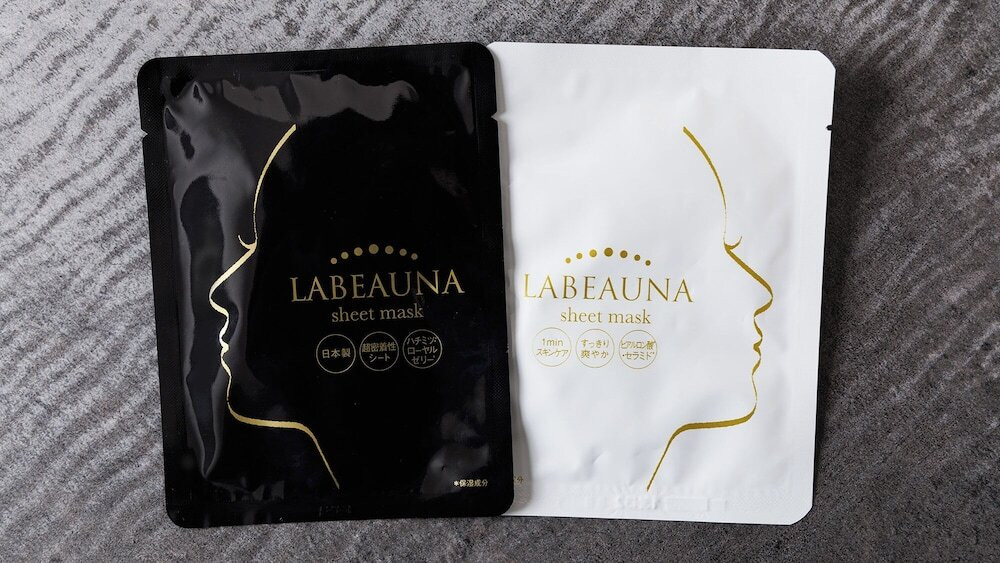 LABEAUNA
sheet mask
日本製
超密着性
シート
ハチミツ*・
ローヤル
ゼリー*
*保湿成分
LABEAUNA
sheet mask
1min
スキンケア
すっきり
爽やか
ヒアルロン酸*
・セラミド*
分